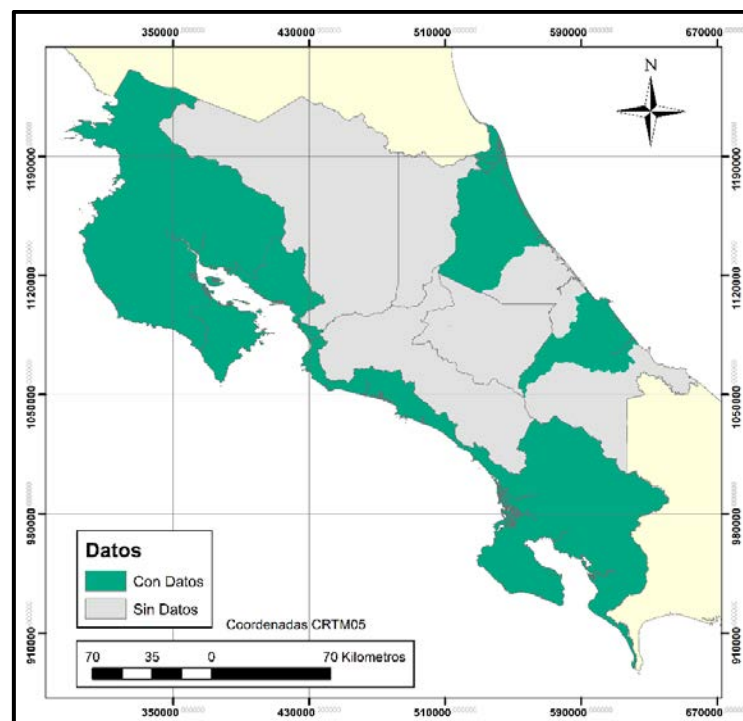 350000 430000 510000 590000 670000
N
1190000 1190000
1120000 1120000
1050000 1050000
980000 980000
910000 910000
Datos
Con Datos
Sin Datos
Coordenadas CRTM05
70 35 0 70 Kilometros
350000 430000 510000 590000 670000